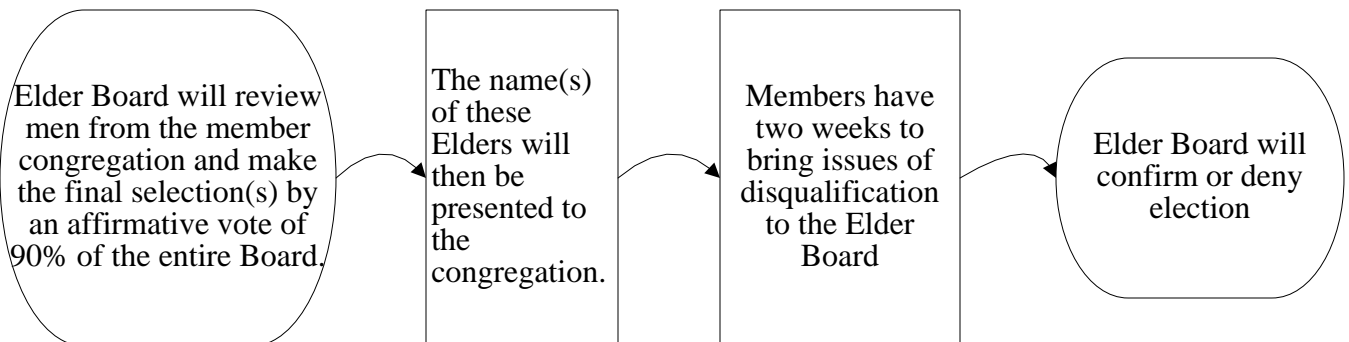 Elder Board will review
men from the member
congregation and make
the final selection(s) by
an affirmative vote of
90% of the entire Board.
The name(s)
of these
Elders will
then be
presented to
the
congregation.
Members have
two weeks to
bring issues of
disqualification
to the Elder
Board
Elder Board will
confirm or deny
election